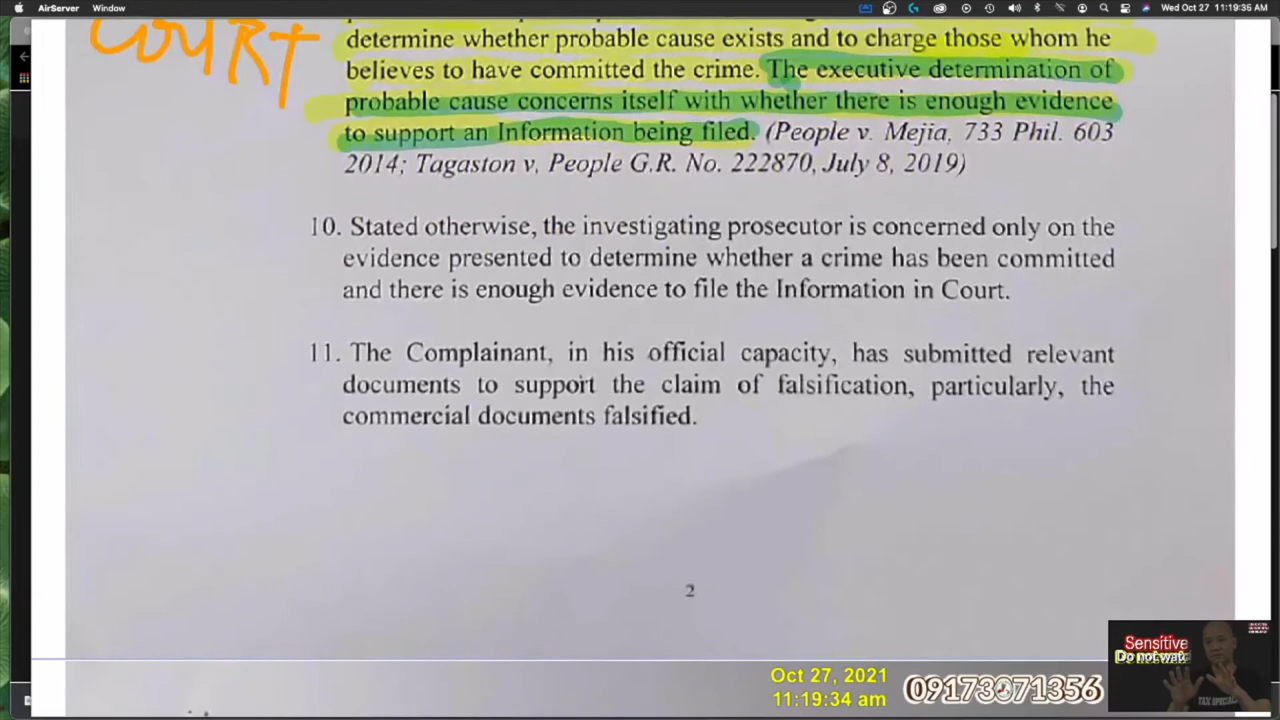 AirServer Window Wed Oct 27 11:19:35 AM
COURT
determine whether probable cause exists and to charge those whom he
believes to have committed the crime. The executive determination of
probable cause concerns itself with whether there is enough evidence
to support an Information being filed. (People v. Mejia, 733 Phil. 603
2014; Tagaston v. People G.R. No. 222870, July 8, 2019)
10. Stated otherwise, the investigating prosecutor is concerned only on the
evidence presented to determine whether a crime has been committed
and there is enough evidence to file the Information in Court.
11. The Complainant, in his official capacity, has submitted relevant
documents to support the claim of falsification, particularly, the
commercial documents falsified.
2
Sensitive
Do not
Oct 27, 2021
11:19:34 am
09173071356